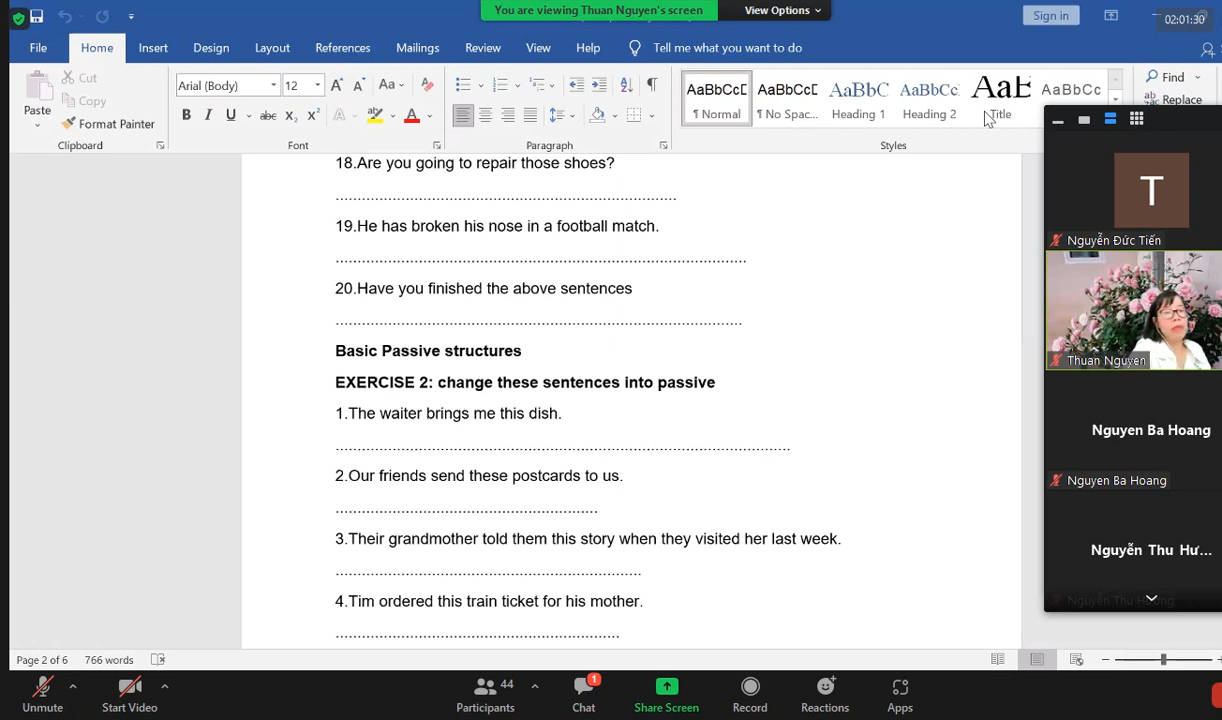 You are viewing Thuan Nguyen's screen
View Options
Sign in
02:01:30
File Home Insert Design Layout References Mailings Review View Help Tell me what you want to do
Paste
Cut
Copy
Format Painter
Clipboard
Arial (Body) 12
Font
Paragraph
AaBbCcD AaBbCcD AaBbC AaBbCc AaB AaBbCc
¶ Normal ¶ No Spac... Heading 1 Heading 2 Title
Styles
Find
Replace
18.Are you going to repair those shoes?
............................................................................
19.He has broken his nose in a football match.
............................................................................................
20.Have you finished the above sentences
...........................................................................................
Basic Passive structures
EXERCISE 2: change these sentences into passive
1.The waiter brings me this dish.
......................................................................................................
2.Our friends send these postcards to us.
...........................................................
3.Their grandmother told them this story when they visited her last week.
.....................................................................
4.Tim ordered this train ticket for his mother.
................................................................
T
Nguyễn Đức Tiến
Thuan Nguyen
Nguyen Ba Hoang
Nguyen Ba Hoang
Nguyễn Thu Hư...
Nguyễn Thu Hương
Page 2 of 6 766 words
Unmute
Start Video
44
Participants
1
Chat
Share Screen
Record
Reactions
Apps